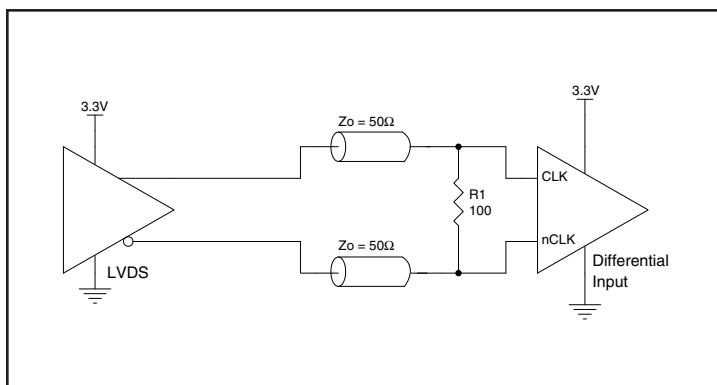 3.3V
3.3V
Zo = 50Ω
CLK
R1
100
nCLK
Zo = 50Ω
LVDS
Differential
Input